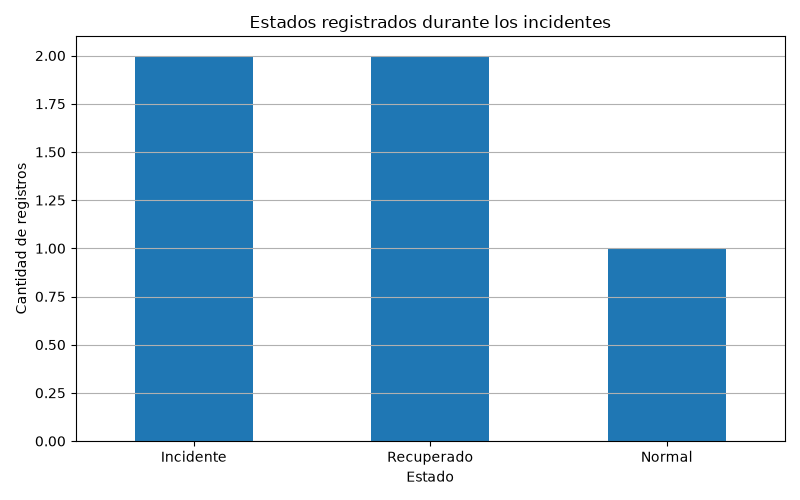 Estados registrados durante los incidentes
Cantidad de registros
2.00
1.75
1.50
1.25
1.00
0.75
0.50
0.25
0.00
Incidente
Recuperado
Normal
Estado